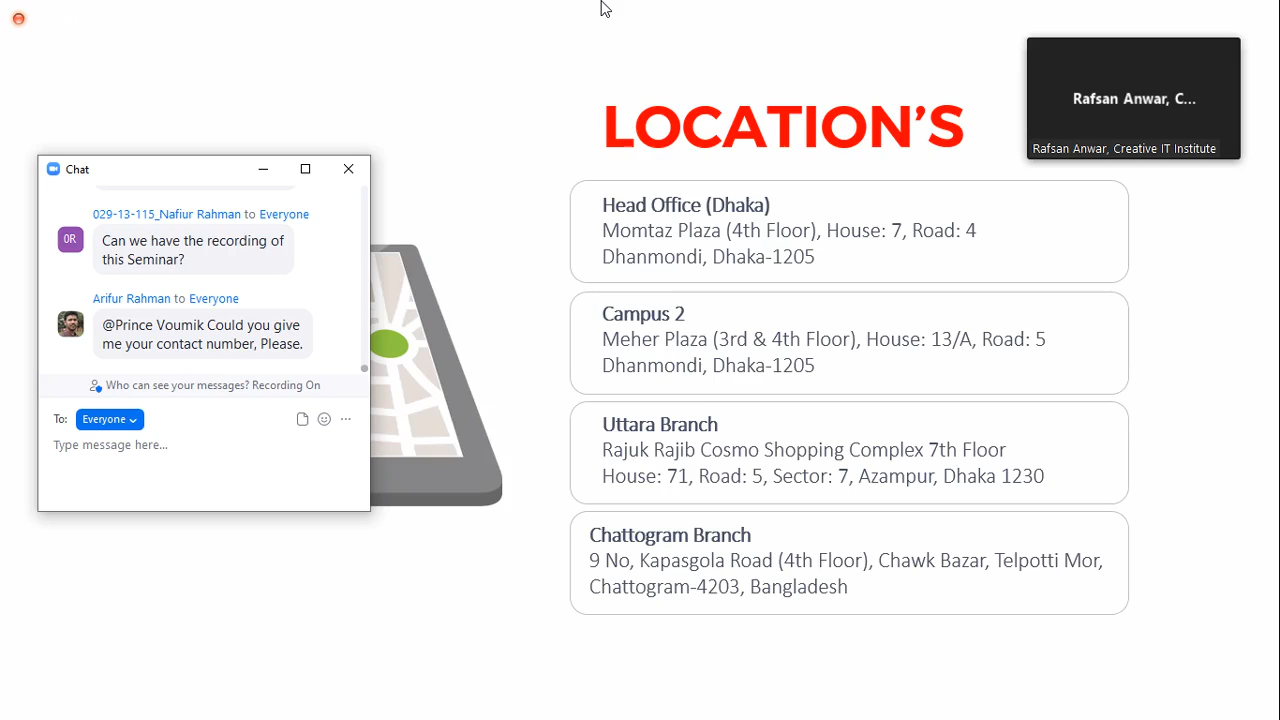 LOCATION'S
Rafsan Anwar, C...
Rafsan Anwar, Creative IT Institute
Chat
029-13-115_Nafiur Rahman to Everyone
0R
Can we have the recording of
this Seminar?
Arifur Rahman to Everyone
@Prince Voumik Could you give
me your contact number, Please.
Who can see your messages? Recording On
To: Everyone
Type message here...
Head Office (Dhaka)
Momtaz Plaza (4th Floor), House: 7, Road: 4
Dhanmondi, Dhaka-1205
Campus 2
Meher Plaza (3rd & 4th Floor), House: 13/A, Road: 5
Dhanmondi, Dhaka-1205
Uttara Branch
Rajuk Rajib Cosmo Shopping Complex 7th Floor
House: 71, Road: 5, Sector: 7, Azampur, Dhaka 1230
Chattogram Branch
9 No, Kapasgola Road (4th Floor), Chawk Bazar, Telpotti Mor,
Chattogram-4203, Bangladesh